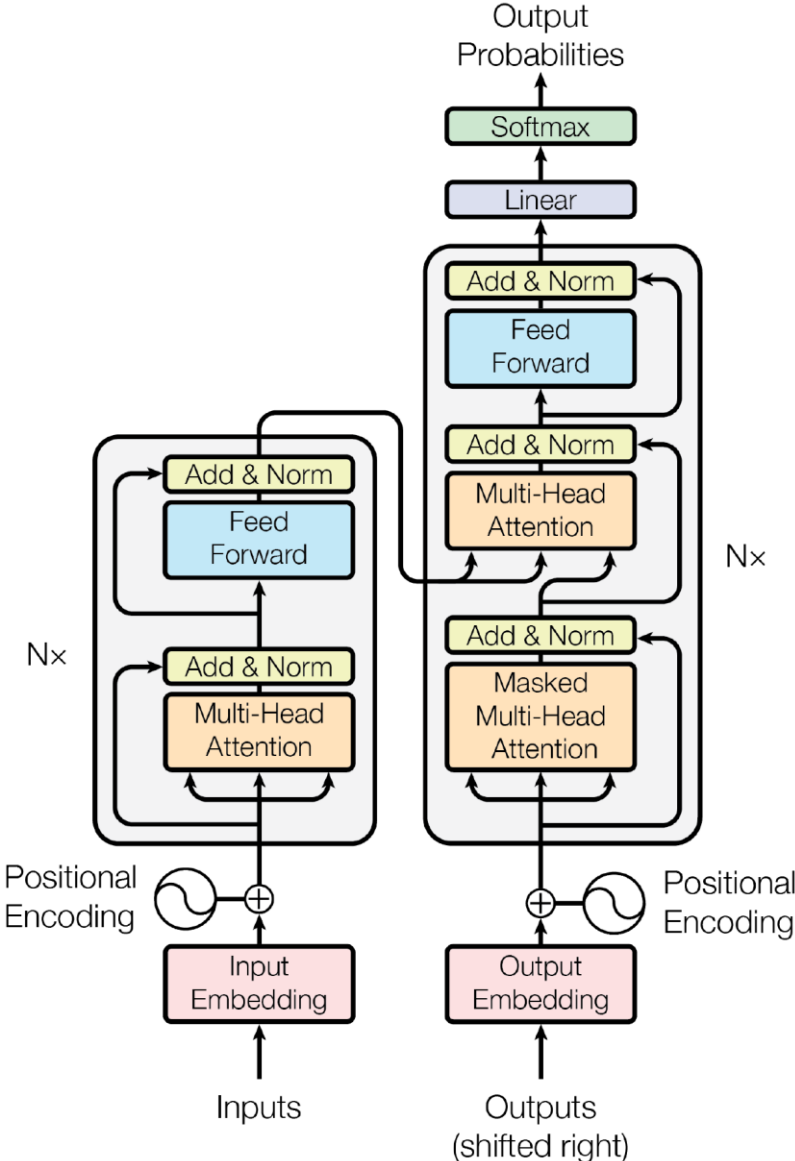 Output
Probabilities
Softmax
Linear
Add & Norm
Feed
Forward
Add & Norm
Multi-Head
Attention
Add & Norm
Masked
Multi-Head
Attention
Nx
Add & Norm
Feed
Forward
Add & Norm
Multi-Head
Attention
Nx
Positional
Encoding
Positional
Encoding
Input
Embedding
Output
Embedding
Inputs
Outputs
(shifted right)